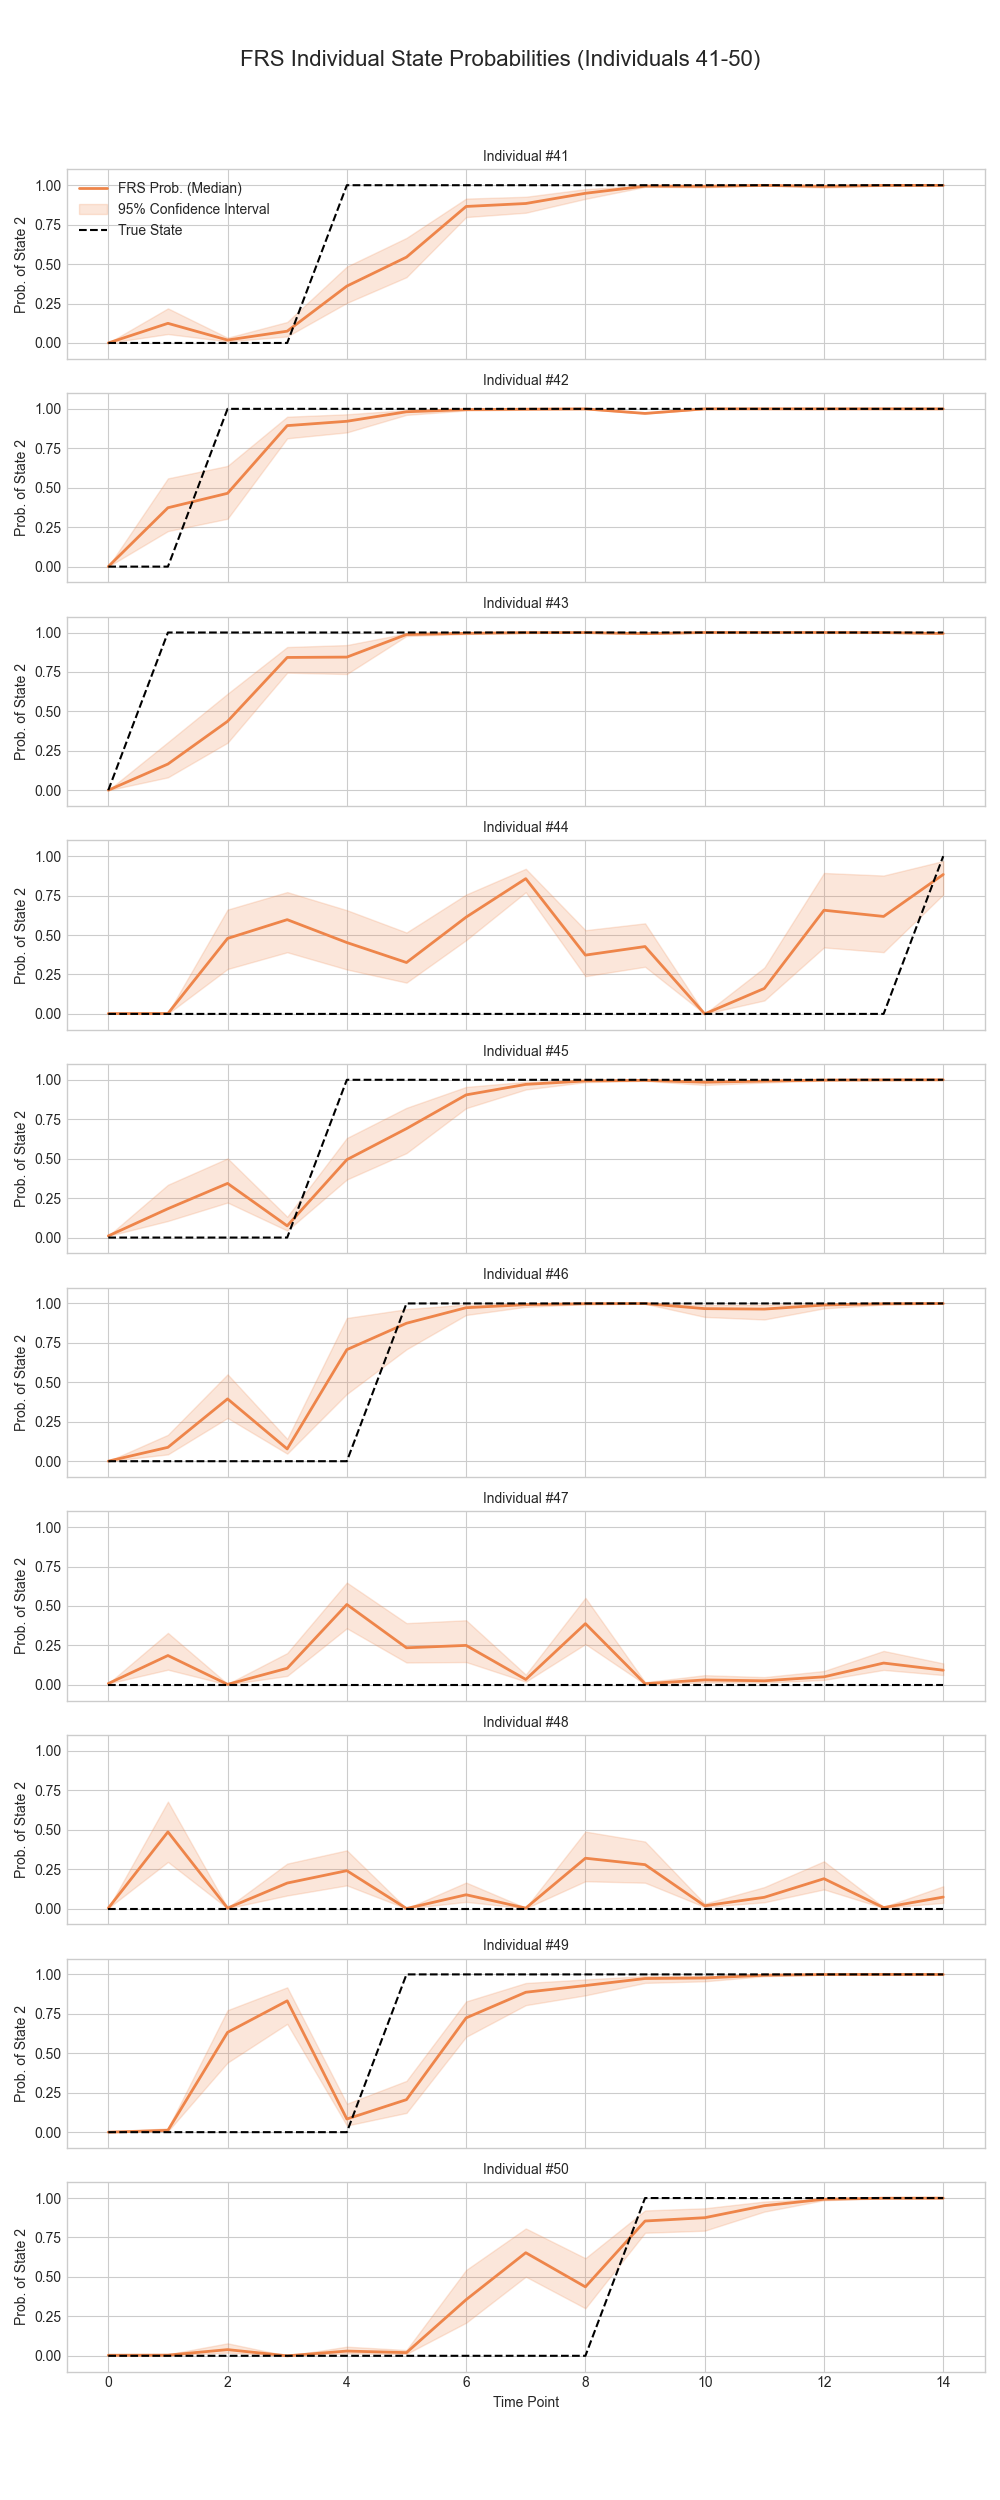 FRS Individual State Probabilities (Individuals 41-50)
Individual #41
FRS Prob. (Median)
95% Confidence Interval
True State
Prob. of State 2
1.00
0.75
0.50
0.25
0.00
Individual #42
Prob. of State 2
1.00
0.75
0.50
0.25
0.00
Individual #43
Prob. of State 2
1.00
0.75
0.50
0.25
0.00
Individual #44
Prob. of State 2
1.00
0.75
0.50
0.25
0.00
Individual #45
Prob. of State 2
1.00
0.75
0.50
0.25
0.00
Individual #46
Prob. of State 2
1.00
0.75
0.50
0.25
0.00
Individual #47
Prob. of State 2
1.00
0.75
0.50
0.25
0.00
Individual #48
Prob. of State 2
1.00
0.75
0.50
0.25
0.00
Individual #49
Prob. of State 2
1.00
0.75
0.50
0.25
0.00
Individual #50
Prob. of State 2
1.00
0.75
0.50
0.25
0.00
0 2 4 6 8 10 12 14
Time Point